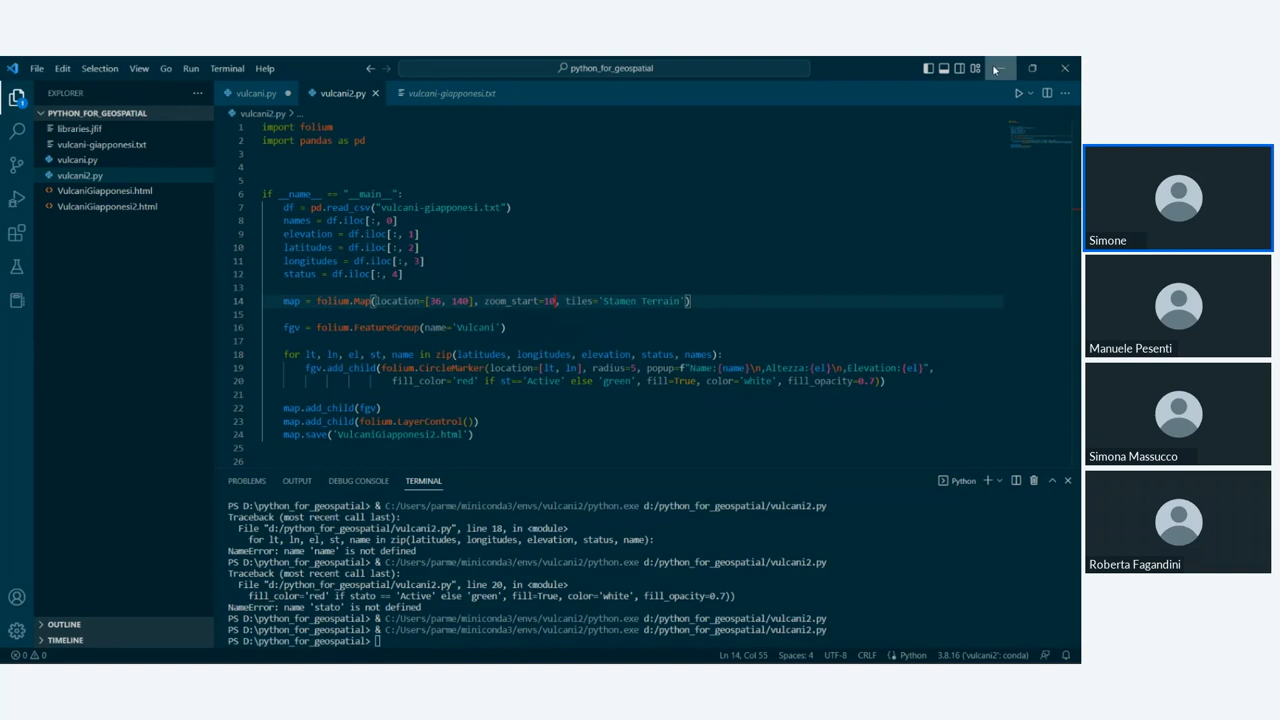 File Edit Selection View Go Run Terminal Help
python_for_geospatial
EXPLORER
vulcani.py
vulcani2.py
vulcani-giapponesi.txt
PYTHON_FOR_GEOSPATIAL
libraries.jfif
vulcani-giapponesi.txt
vulcani.py
vulcani2.py
VulcaniGiapponesi.html
VulcaniGiapponesi2.html
OUTLINE
TIMELINE
1
vulcani2.py > ...
1 import folium
2 import pandas as pd
3
4
5
6 if __name__ == "__main__":
7 df = pd.read_csv("vulcani-giapponesi.txt")
8 names = df.iloc[:, 0]
9 elevation = df.iloc[:, 1]
10 latitudes = df.iloc[:, 2]
11 longitudes = df.iloc[:, 3]
12 status = df.iloc[:, 4]
13
14 map = folium.Map(location=[36, 140], zoom_start=10, tiles='Stamen Terrain')
15
16 fgv = folium.FeatureGroup(name='Vulcani')
17
18 for lt, ln, el, st, name in zip(latitudes, longitudes, elevation, status, names):
19 fgv.add_child(folium.CircleMarker(location=[lt, ln], radius=5, popup=f"Name:{name}\n,Altezza:{el}\n,Elevation:{el}",
20 fill_color='red' if st=='Active' else 'green', fill=True, color='white', fill_opacity=0.7))
21
22 map.add_child(fgv)
23 map.add_child(folium.LayerControl())
24 map.save('VulcaniGiapponesi2.html')
25
26
PROBLEMS OUTPUT DEBUG CONSOLE TERMINAL
Python
PS D:\python_for_geospatial> & C:/Users/parme/miniconda3/envs/vulcani2/python.exe d:/python_for_geospatial/vulcani2.py
Traceback (most recent call last):
File "d:/python_for_geospatial/vulcani2.py", line 18, in <module>
for lt, ln, el, st, name in zip(latitudes, longitudes, elevation, status, name):
NameError: name 'name' is not defined
PS D:\python_for_geospatial> & C:/Users/parme/miniconda3/envs/vulcani2/python.exe d:/python_for_geospatial/vulcani2.py
Traceback (most recent call last):
File "d:/python_for_geospatial/vulcani2.py", line 20, in <module>
fill_color='red' if stato == 'Active' else 'green', fill=True, color='white', fill_opacity=0.7))
NameError: name 'stato' is not defined
PS D:\python_for_geospatial> & C:/Users/parme/miniconda3/envs/vulcani2/python.exe d:/python_for_geospatial/vulcani2.py
PS D:\python_for_geospatial> & C:/Users/parme/miniconda3/envs/vulcani2/python.exe d:/python_for_geospatial/vulcani2.py
PS D:\python_for_geospatial>
0 0 Ln 14, Col 55 Spaces: 4 UTF-8 CRLF Python 3.8.16 ('vulcani2': conda)
Simone
Manuele Pesenti
Simona Massucco
Roberta Fagandini